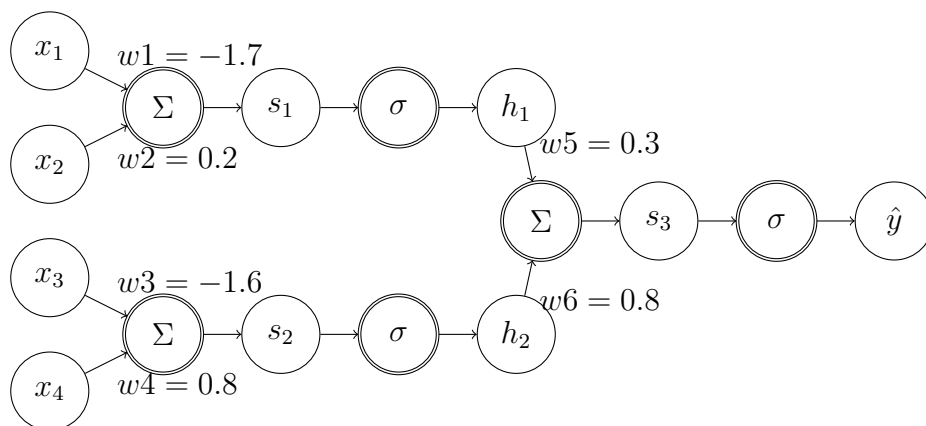 x₁
w1 = −1.7
Σ
s₁
σ
h₁
x₂
w2 = 0.2
w5 = 0.3
Σ
s₃
σ
ŷ
x₃
w3 = −1.6
w6 = 0.8
Σ
s₂
σ
h₂
x₄
w4 = 0.8